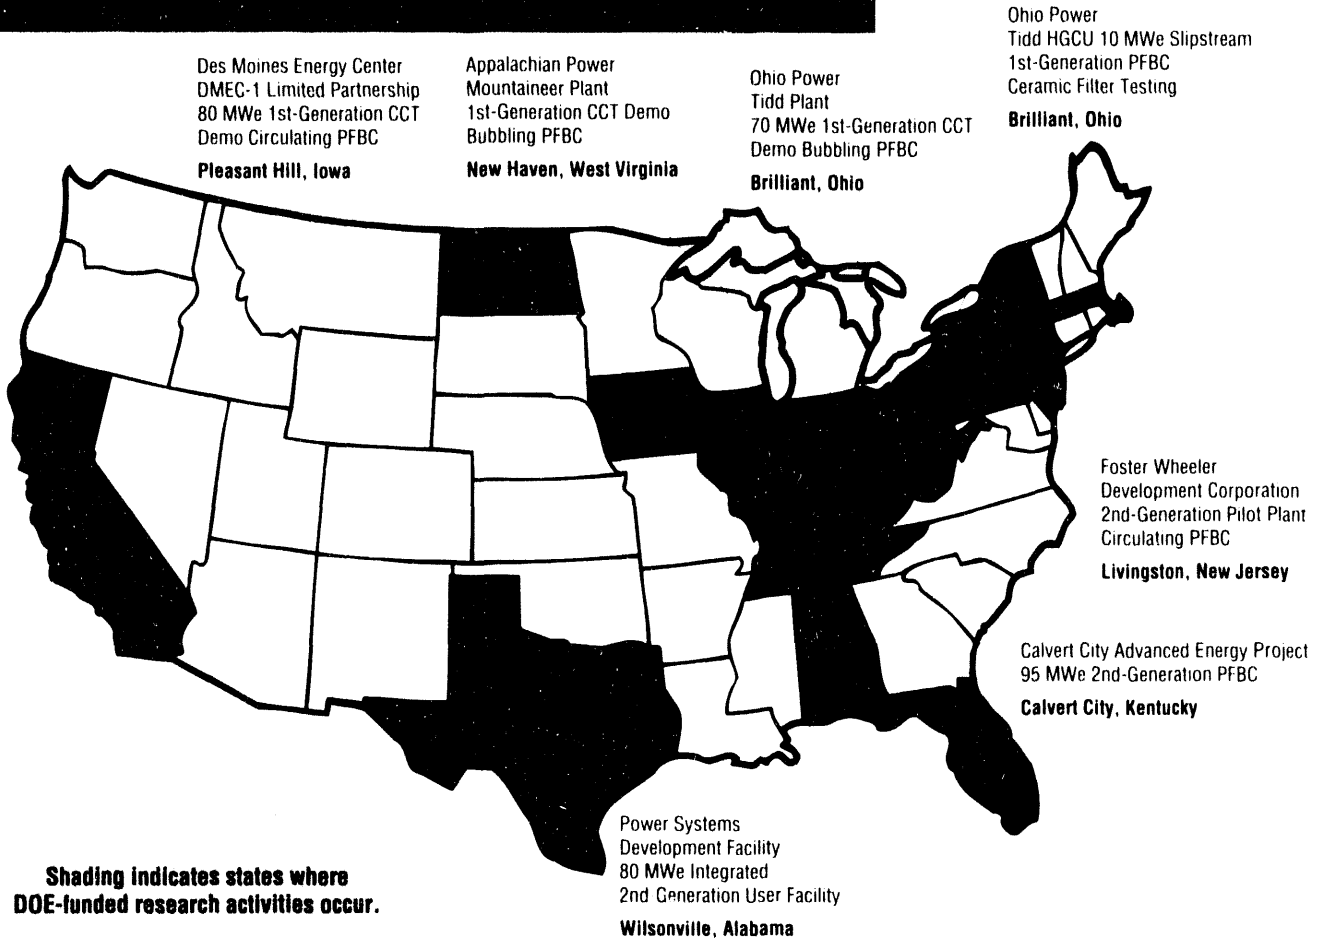 Des Moines Energy Center
DMEC-1 Limited Partnership
80 MWe 1st-Generation CCT
Demo Circulating PFBC
Pleasant Hill, Iowa
Appalachian Power
Mountaineer Plant
1st-Generation CCT Demo
Bubbling PFBC
New Haven, West Virginia
Ohio Power
Tidd Plant
70 MWe 1st-Generation CCT
Demo Bubbling PFBC
Brilliant, Ohio
Ohio Power
Tidd HGCU 10 MWe Slipstream
1st-Generation PFBC
Ceramic Filter Testing
Brilliant, Ohio
Foster Wheeler
Development Corporation
2nd-Generation Pilot Plant
Circulating PFBC
Livingston, New Jersey
Calvert City Advanced Energy Project
95 MWe 2nd-Generation PFBC
Calvert City, Kentucky
Power Systems
Development Facility
80 MWe Integrated
2nd Generation User Facility
Wilsonville, Alabama
Shading indicates states where
DOE-funded research activities occur.